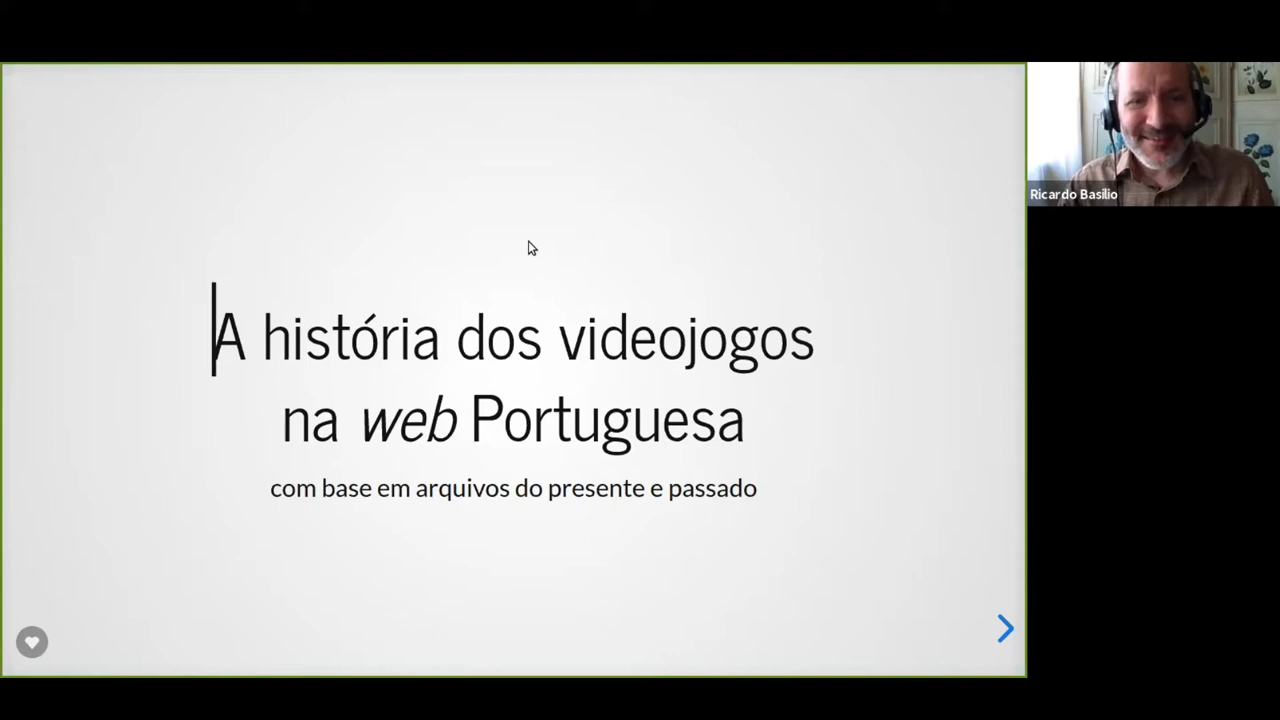 A história dos videojogos
na web Portuguesa
com base em arquivos do presente e passado
Ricardo Basílio